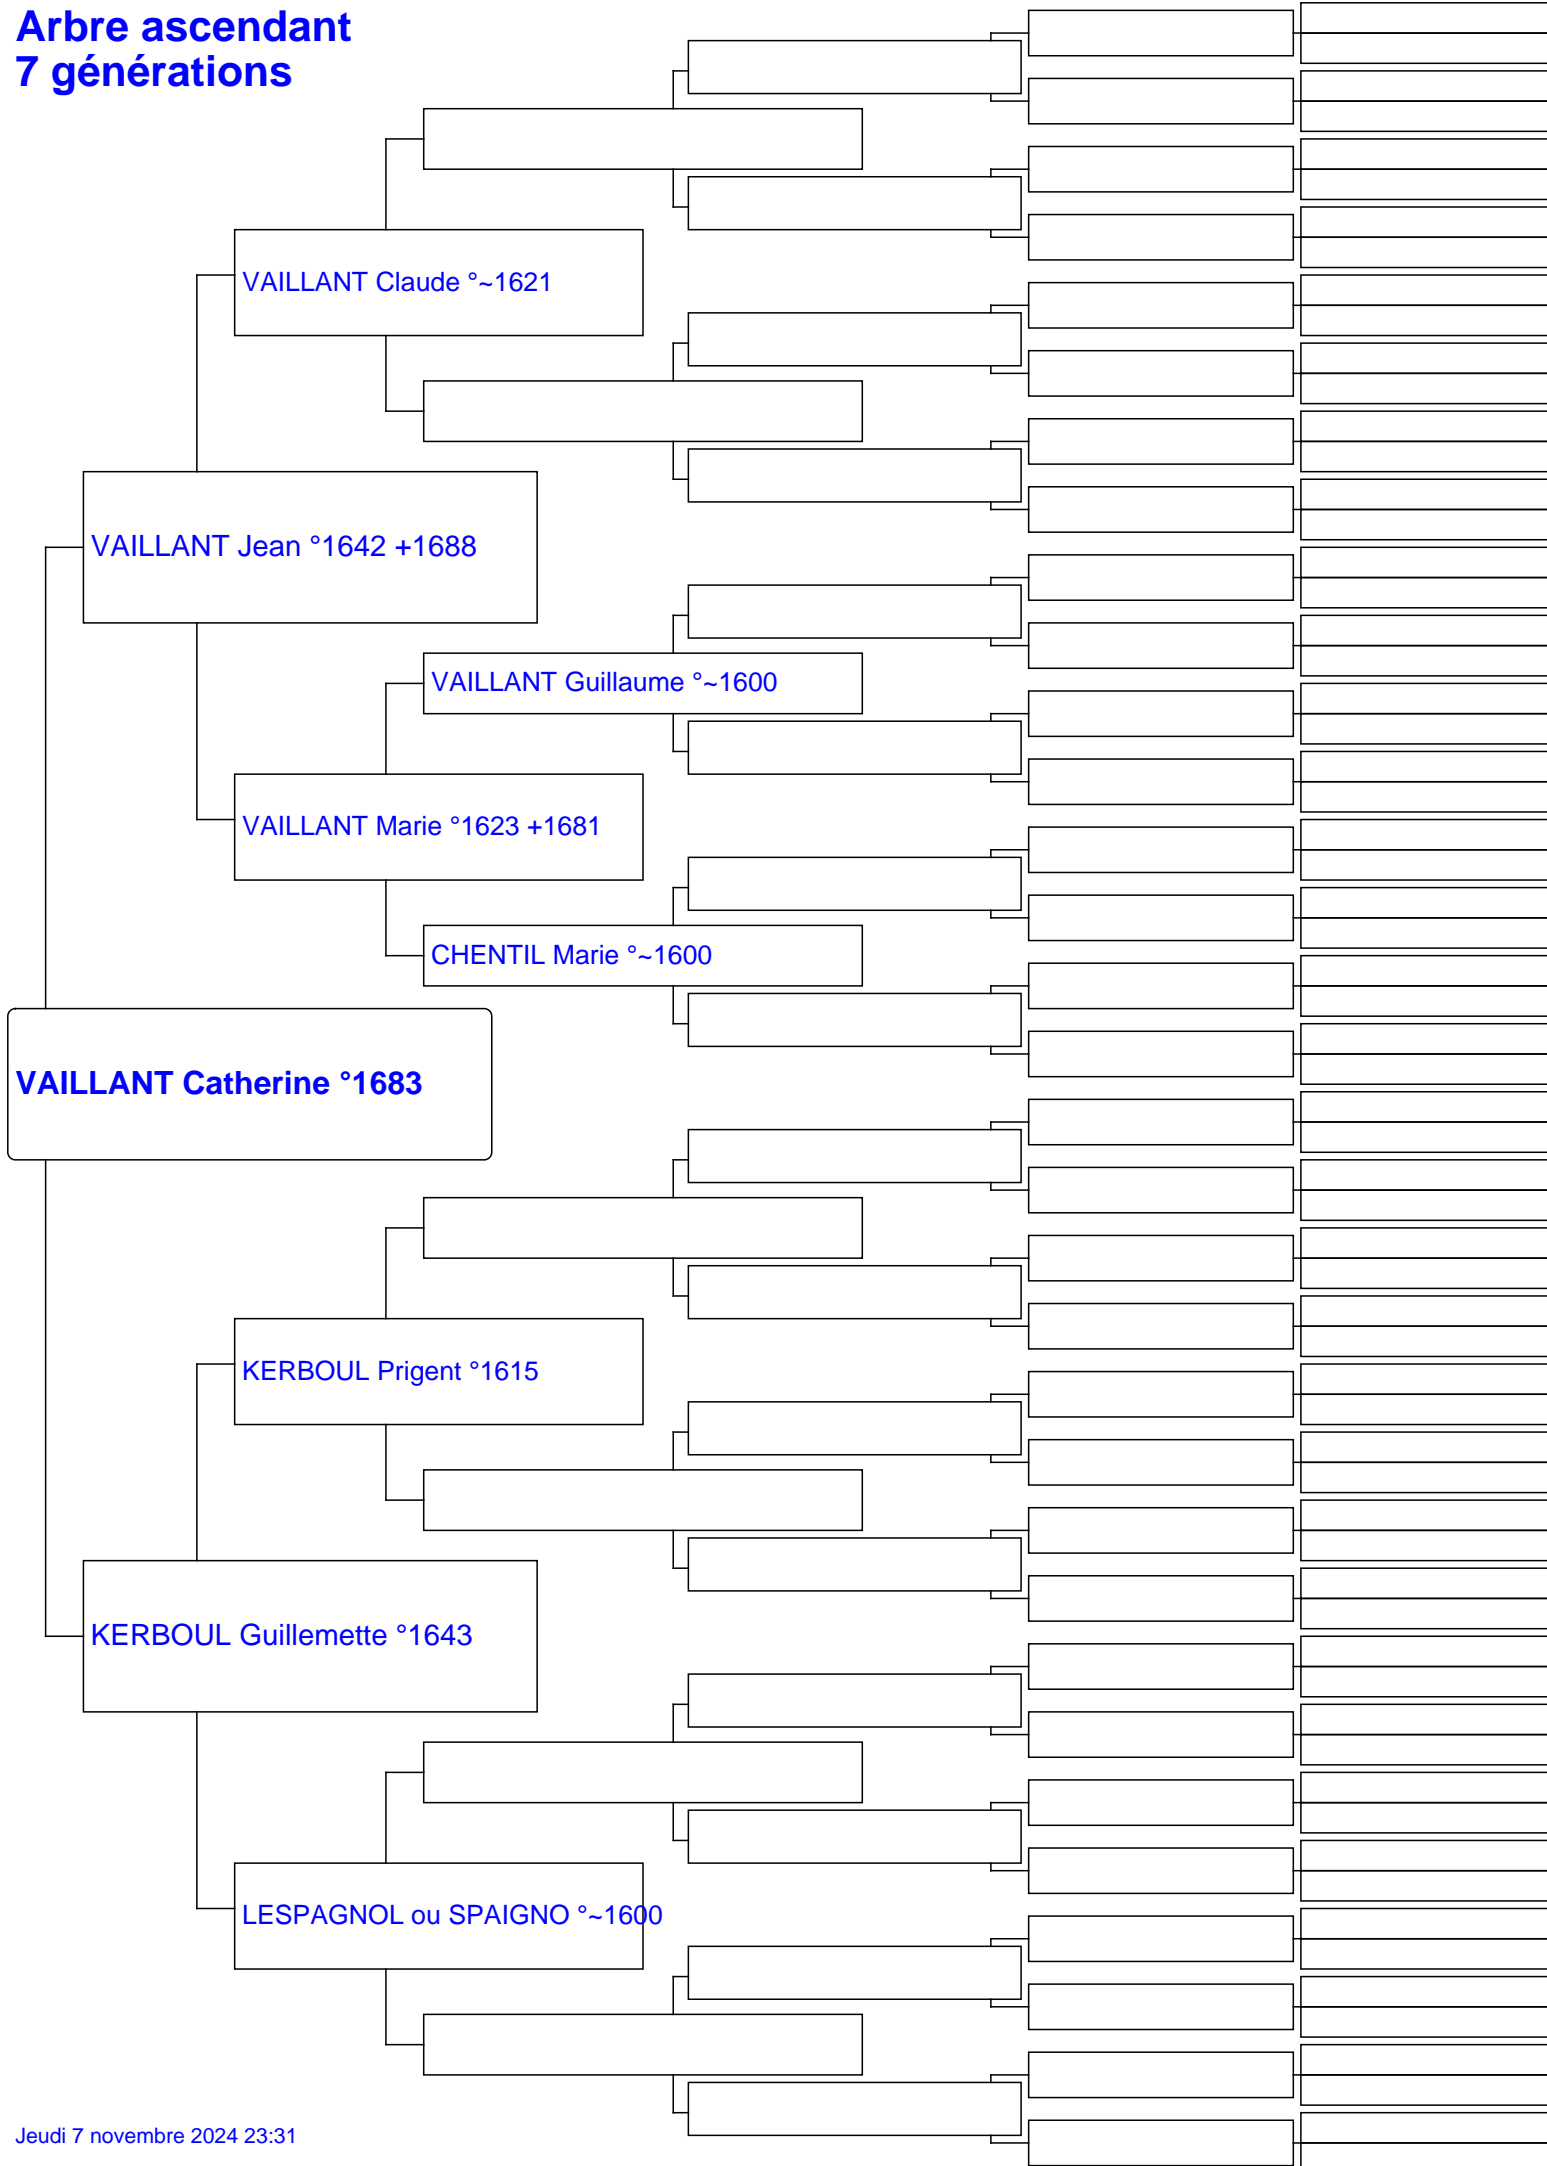 Arbre ascendant
7 générations
VAILLANT Claude °~1621
VAILLANT Jean °1642 +1688
VAILLANT Guillaume °~1600
VAILLANT Marie °1623 +1681
CHENTIL Marie °~1600
VAILLANT Catherine °1683
KERBOUL Prigent °1615
KERBOUL Guillemette °1643
LESPAGNOL ou SPAIGNO °~1600
Jeudi 7 novembre 2024 23:31